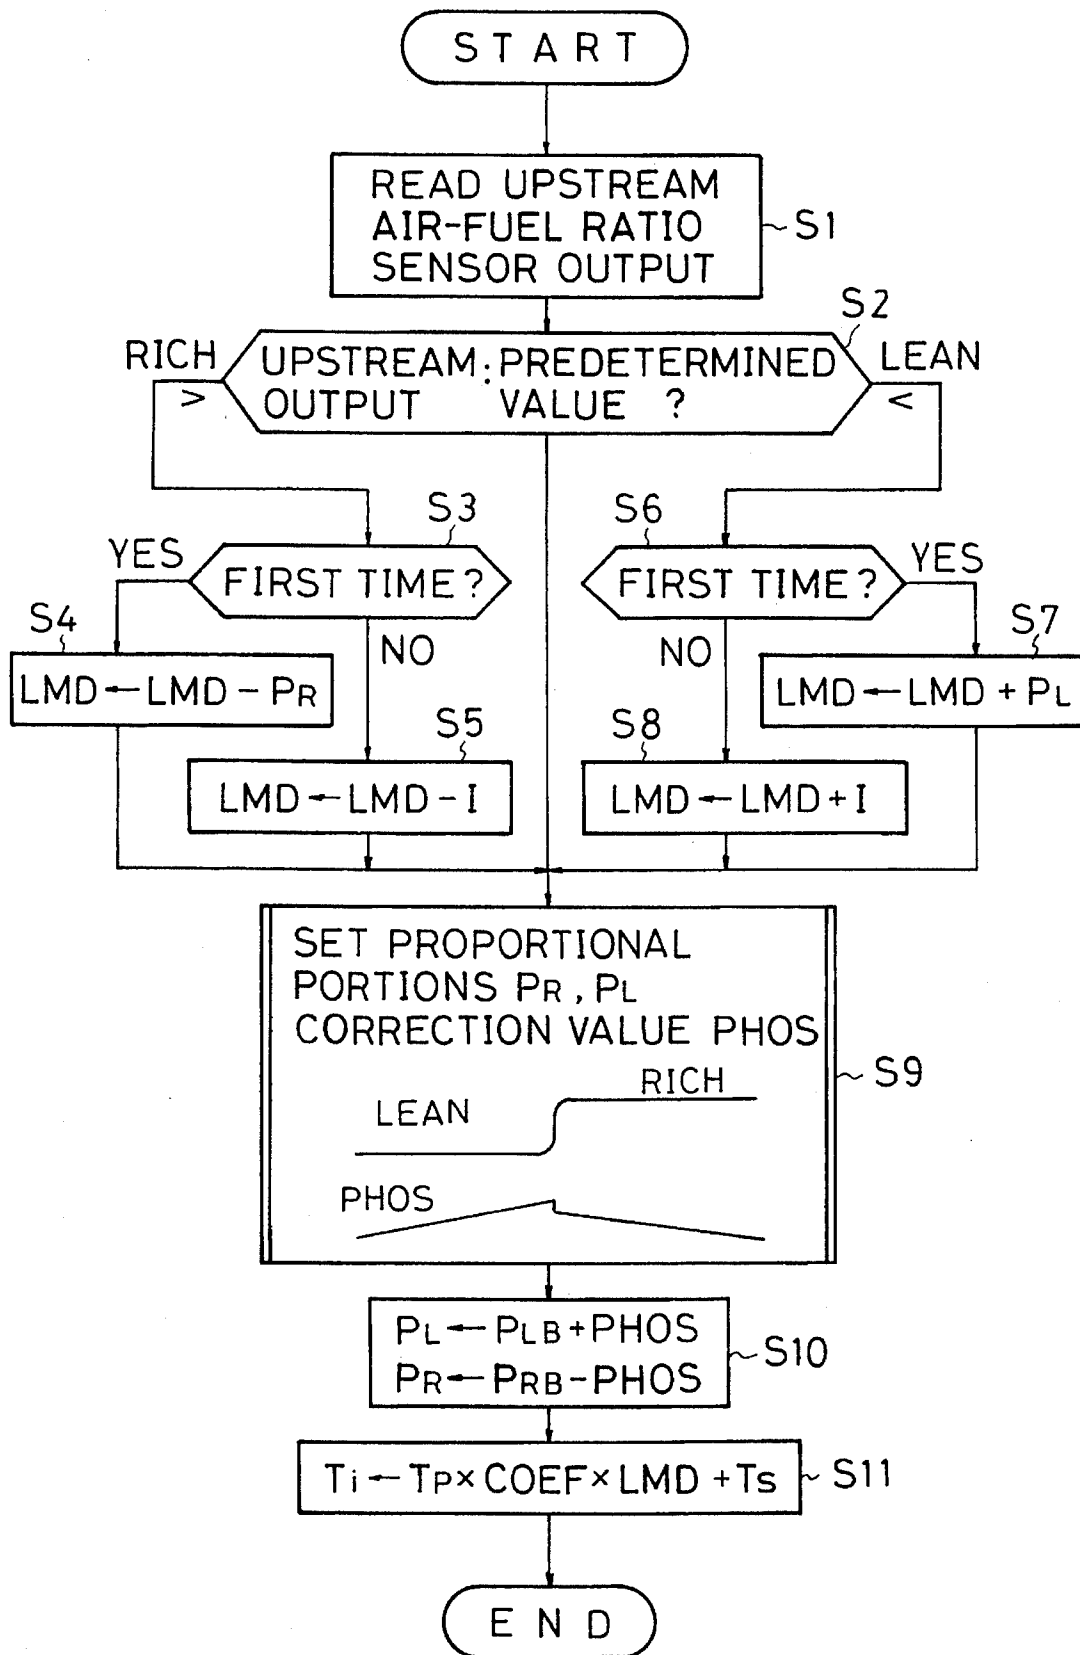 START
READ UPSTREAM
AIR-FUEL RATIO
SENSOR OUTPUT
S1
S2
RICH
>
UPSTREAM : PREDETERMINED
OUTPUT VALUE ?
LEAN
<
S3
YES
FIRST TIME?
NO
S6
FIRST TIME?
YES
NO
S4
LMD ← LMD - PR
S7
LMD ← LMD + PL
S5
LMD ← LMD - I
S8
LMD ← LMD + I
SET PROPORTIONAL
PORTIONS PR, PL
CORRECTION VALUE PHOS
S9
RICH
LEAN
PHOS
PL ← PLB + PHOS
PR ← PRB - PHOS
S10
Ti ← TP × COEF × LMD + TS
S11
END